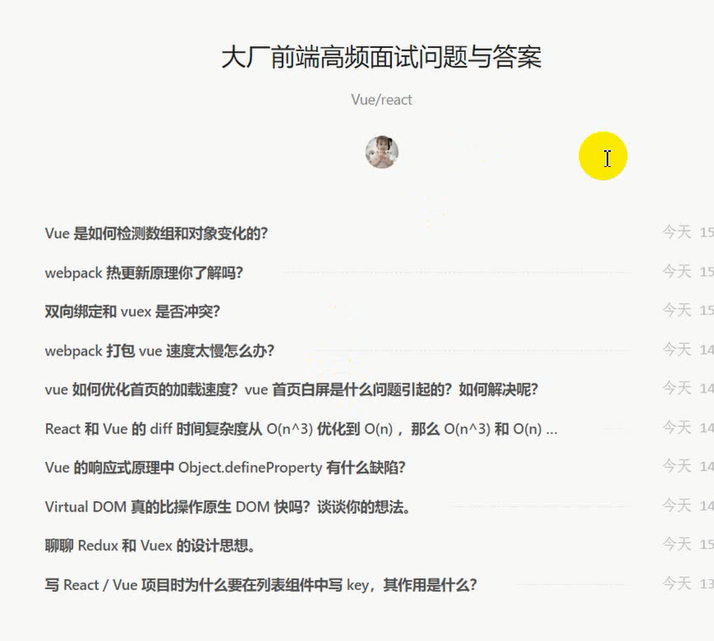 大厂前端高频面试问题与答案
Vue/react
Vue 是如何检测数组和对象变化的？ 今天 15
webpack 热更新原理你了解吗？ 今天 15
双向绑定和 vuex 是否冲突？ 今天 15
webpack 打包 vue 速度太慢怎么办？ 今天 14
vue 如何优化首页的加载速度？vue 首页白屏是什么问题引起的？如何解决呢？ 今天 14
React 和 Vue 的 diff 时间复杂度从 O(n^3) 优化到 O(n) ，那么 O(n^3) 和 O(n) ... 今天 14
Vue 的响应式原理中 Object.defineProperty 有什么缺陷？ 今天 14
Virtual DOM 真的比操作原生 DOM 快吗？谈谈你的想法。 今天 14
聊聊 Redux 和 Vuex 的设计思想。 今天 15
写 React / Vue 项目时为什么要在列表组件中写 key，其作用是什么？ 今天 13